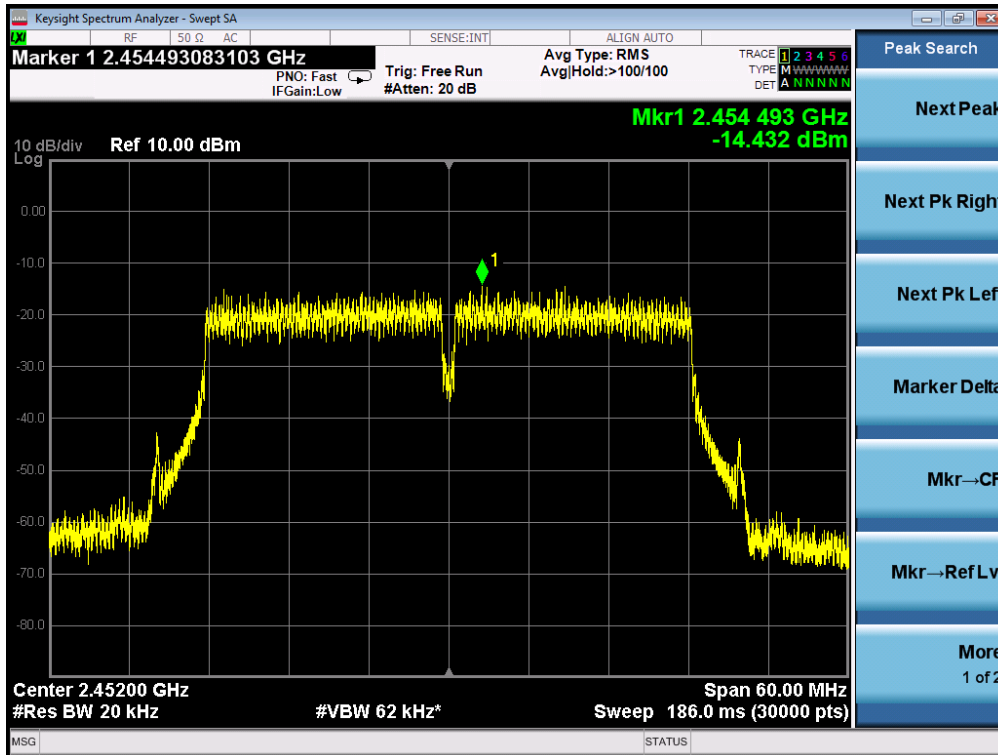 Keysight Spectrum Analyzer - Swept SA
LXI
RF 50 Ω AC SENSE:INT ALIGN AUTO
Marker 1 2.454493083103 GHz
PNO: Fast
IFGain:Low
Trig: Free Run
#Atten: 20 dB
Avg Type: RMS
Avg|Hold:>100/100
TRACE 1 2 3 4 5 6
TYPE M WWWWW
DET A N N N N N
Mkr1 2.454 493 GHz
-14.432 dBm
10 dB/div Ref 10.00 dBm
Log
0.00
-10.0
-20.0
-30.0
-40.0
-50.0
-60.0
-70.0
-80.0
1
Center 2.45200 GHz
Span 60.00 MHz
#Res BW 20 kHz
#VBW 62 kHz*
Sweep 186.0 ms (30000 pts)
MSG
STATUS
Peak Search
Next Peak
Next Pk Right
Next Pk Left
Marker Delta
Mkr→CF
Mkr→Ref Lv
More
1 of 2